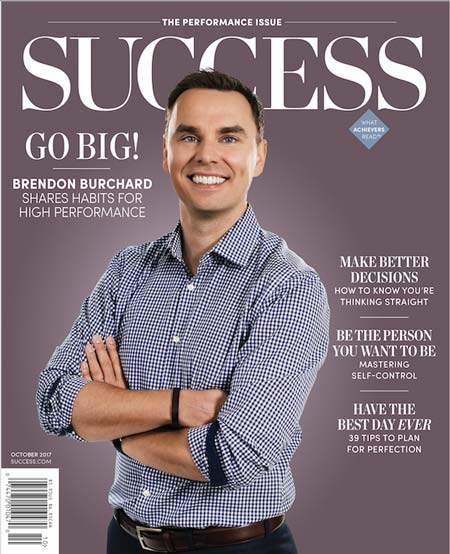 THE PERFORMANCE ISSUE
SUCCESS
WHAT
ACHIEVERS
READ™
GO BIG!
BRENDON BURCHARD
SHARES HABITS FOR
HIGH PERFORMANCE
MAKE BETTER
DECISIONS
HOW TO KNOW YOU'RE
THINKING STRAIGHT
BE THE PERSON
YOU WANT TO BE
MASTERING
SELF-CONTROL
HAVE THE
BEST DAY EVER
39 TIPS TO PLAN
FOR PERFECTION
OCTOBER 2017
SUCCESS.COM
10>